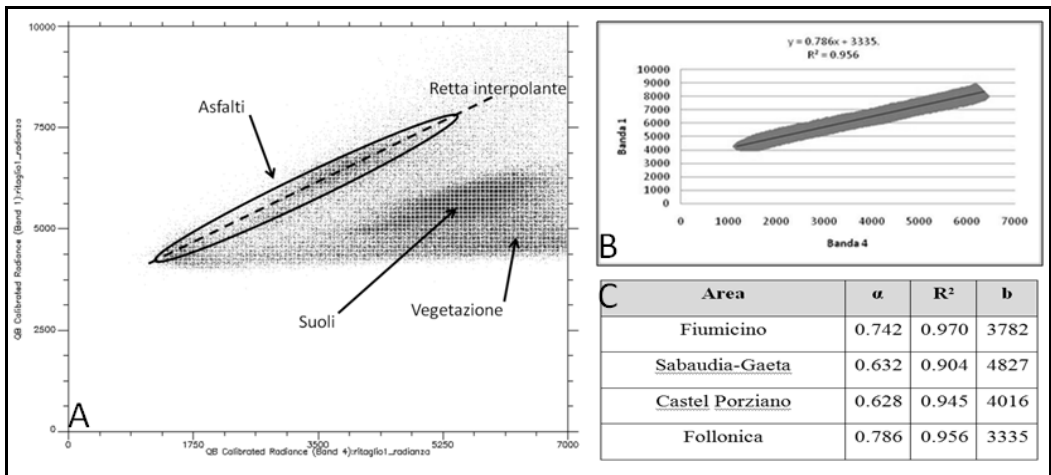 10000
7500
5000
2500
0
QB Calibrated Radiance (Band 1):ritaglio1_radianza
Asfalti
Retta interpolante
Suoli
Vegetazione
A
0
1750
3500
5250
7000
QB Calibrated Radiance (Band 4):ritaglio1_radianza
y = 0.786x + 3335.
R² = 0.956
10000
9000
8000
7000
6000
5000
4000
3000
2000
1000
0
Banda 1
0 1000 2000 3000 4000 5000 6000 7000
Banda 4
B
C
Area α R² b
Fiumicino 0.742 0.970 3782
Sabaudia-Gaeta 0.632 0.904 4827
Castel Porziano 0.628 0.945 4016
Follonica 0.786 0.956 3335